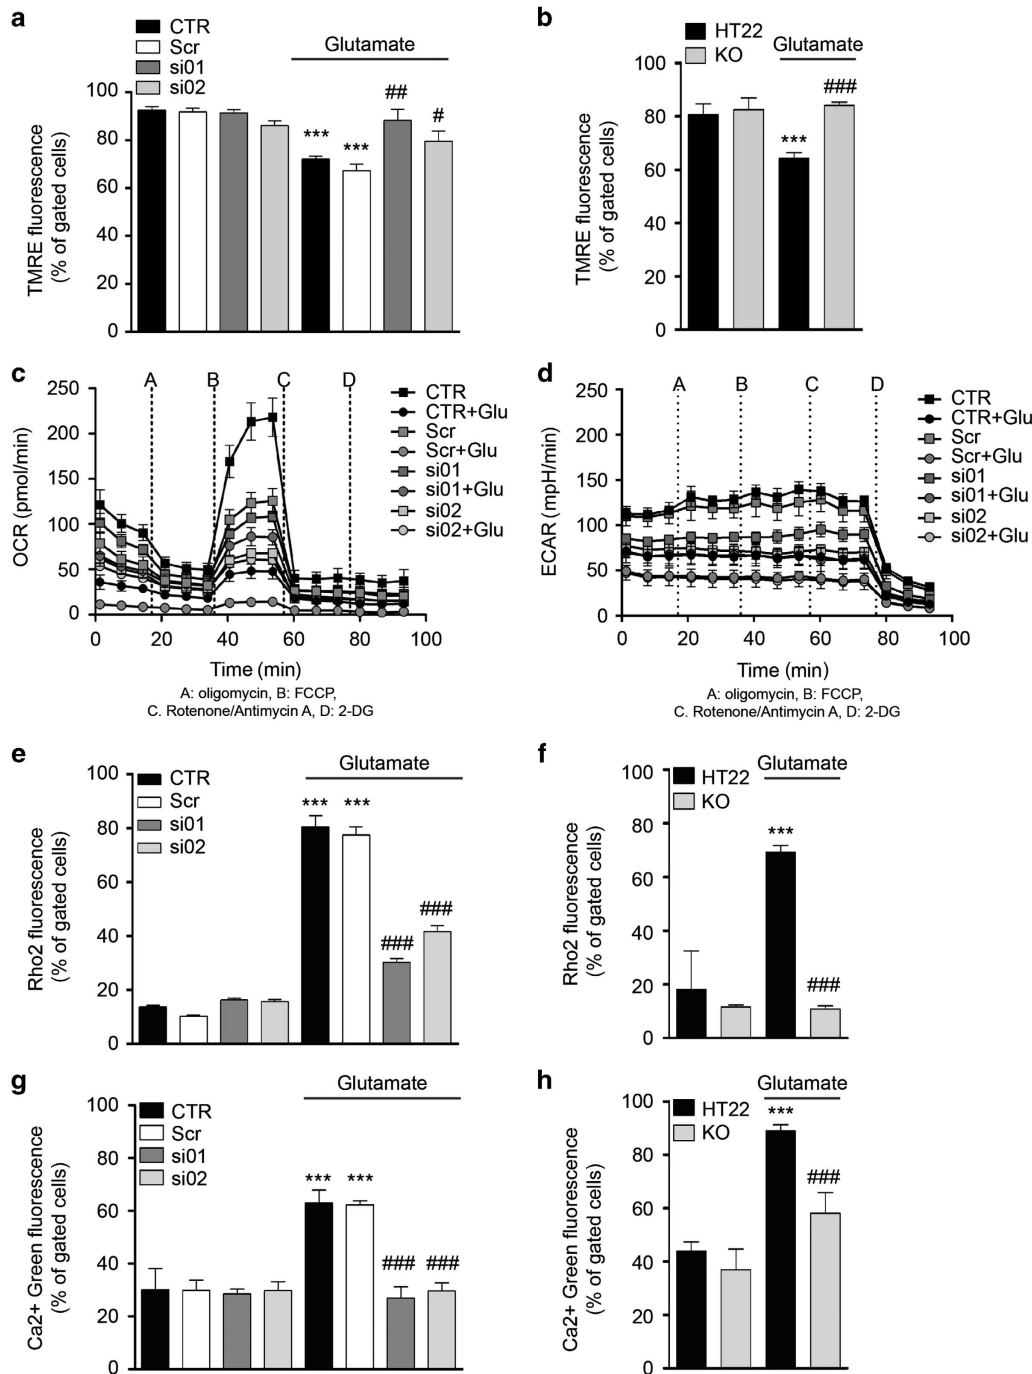 a
CTR
Scr
si01
si02
Glutamate
TMRE fluorescence
(% of gated cells)
100
80
60
40
20
0
***
***
##
#
b
HT22
KO
Glutamate
TMRE fluorescence
(% of gated cells)
100
80
60
40
20
0
***
###
c
A B C D
OCR (pmol/min)
250
200
150
100
50
0
0 20 40 60 80 100
Time (min)
A: oligomycin, B: FCCP,
C. Rotenone/Antimycin A, D: 2-DG
CTR
CTR+Glu
Scr
Scr+Glu
si01
si01+Glu
si02
si02+Glu
d
A B C D
ECAR (mpH/min)
250
200
150
100
50
0
0 20 40 60 80 100
Time (min)
A: oligomycin, B: FCCP,
C. Rotenone/Antimycin A, D: 2-DG
CTR
CTR+Glu
Scr
Scr+Glu
si01
si01+Glu
si02
si02+Glu
e
CTR
Scr
si01
si02
Glutamate
Rho2 fluorescence
(% of gated cells)
100
80
60
40
20
0
*** ***
###
###
f
HT22
KO
Glutamate
Rho2 fluorescence
(% of gated cells)
100
80
60
40
20
0
***
###
g
CTR
Scr
si01
si02
Glutamate
Ca2+ Green fluorescence
(% of gated cells)
100
80
60
40
20
0
*** ***
### ###
h
HT22
KO
Glutamate
Ca2+ Green fluorescence
(% of gated cells)
100
80
60
40
20
0
***
###